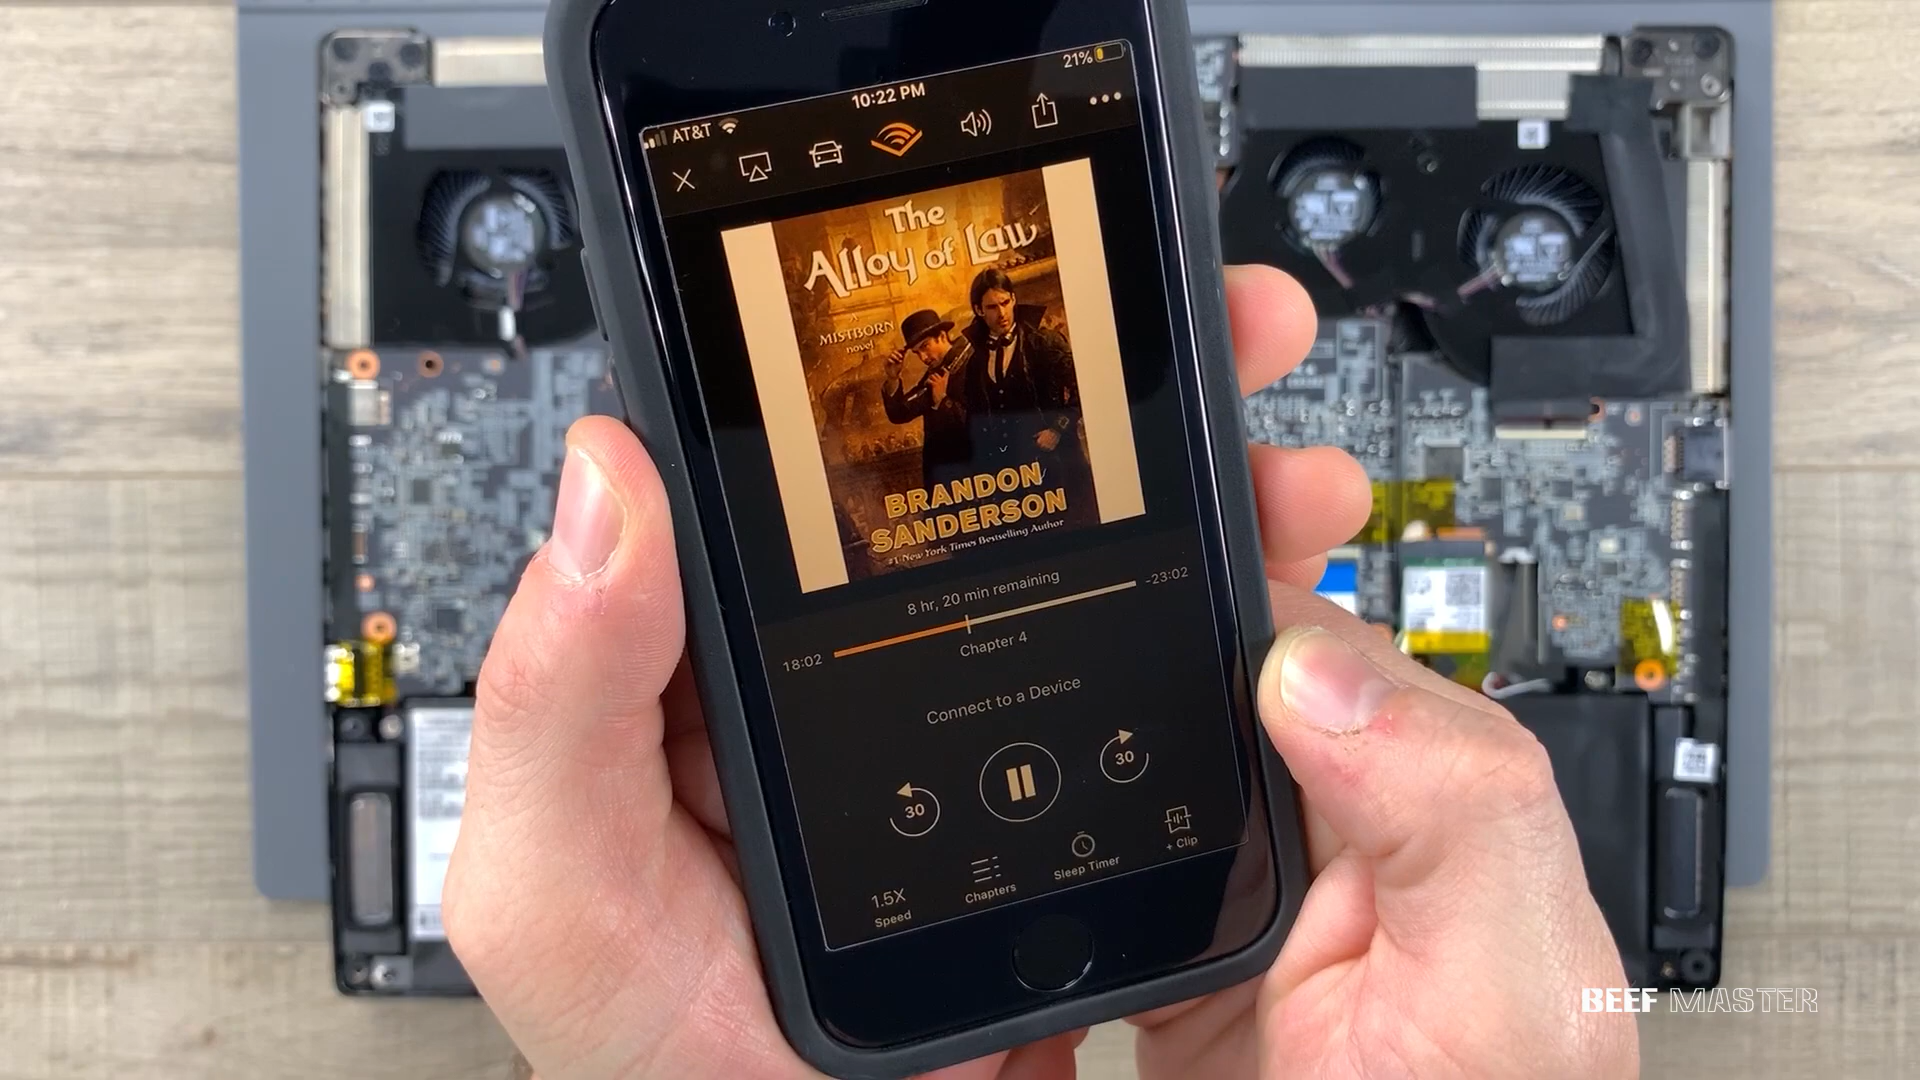 21%
10:22 PM
AT&T
The
Alloy of Law
A
MISTBORN
novel
BRANDON
SANDERSON
#1 New York Times Bestselling Author
8 hr, 20 min remaining
18:02
-23:02
Chapter 4
Connect to a Device
30
30
1.5X
Speed
Chapters
Sleep Timer
+ Clip
BEEF MASTER